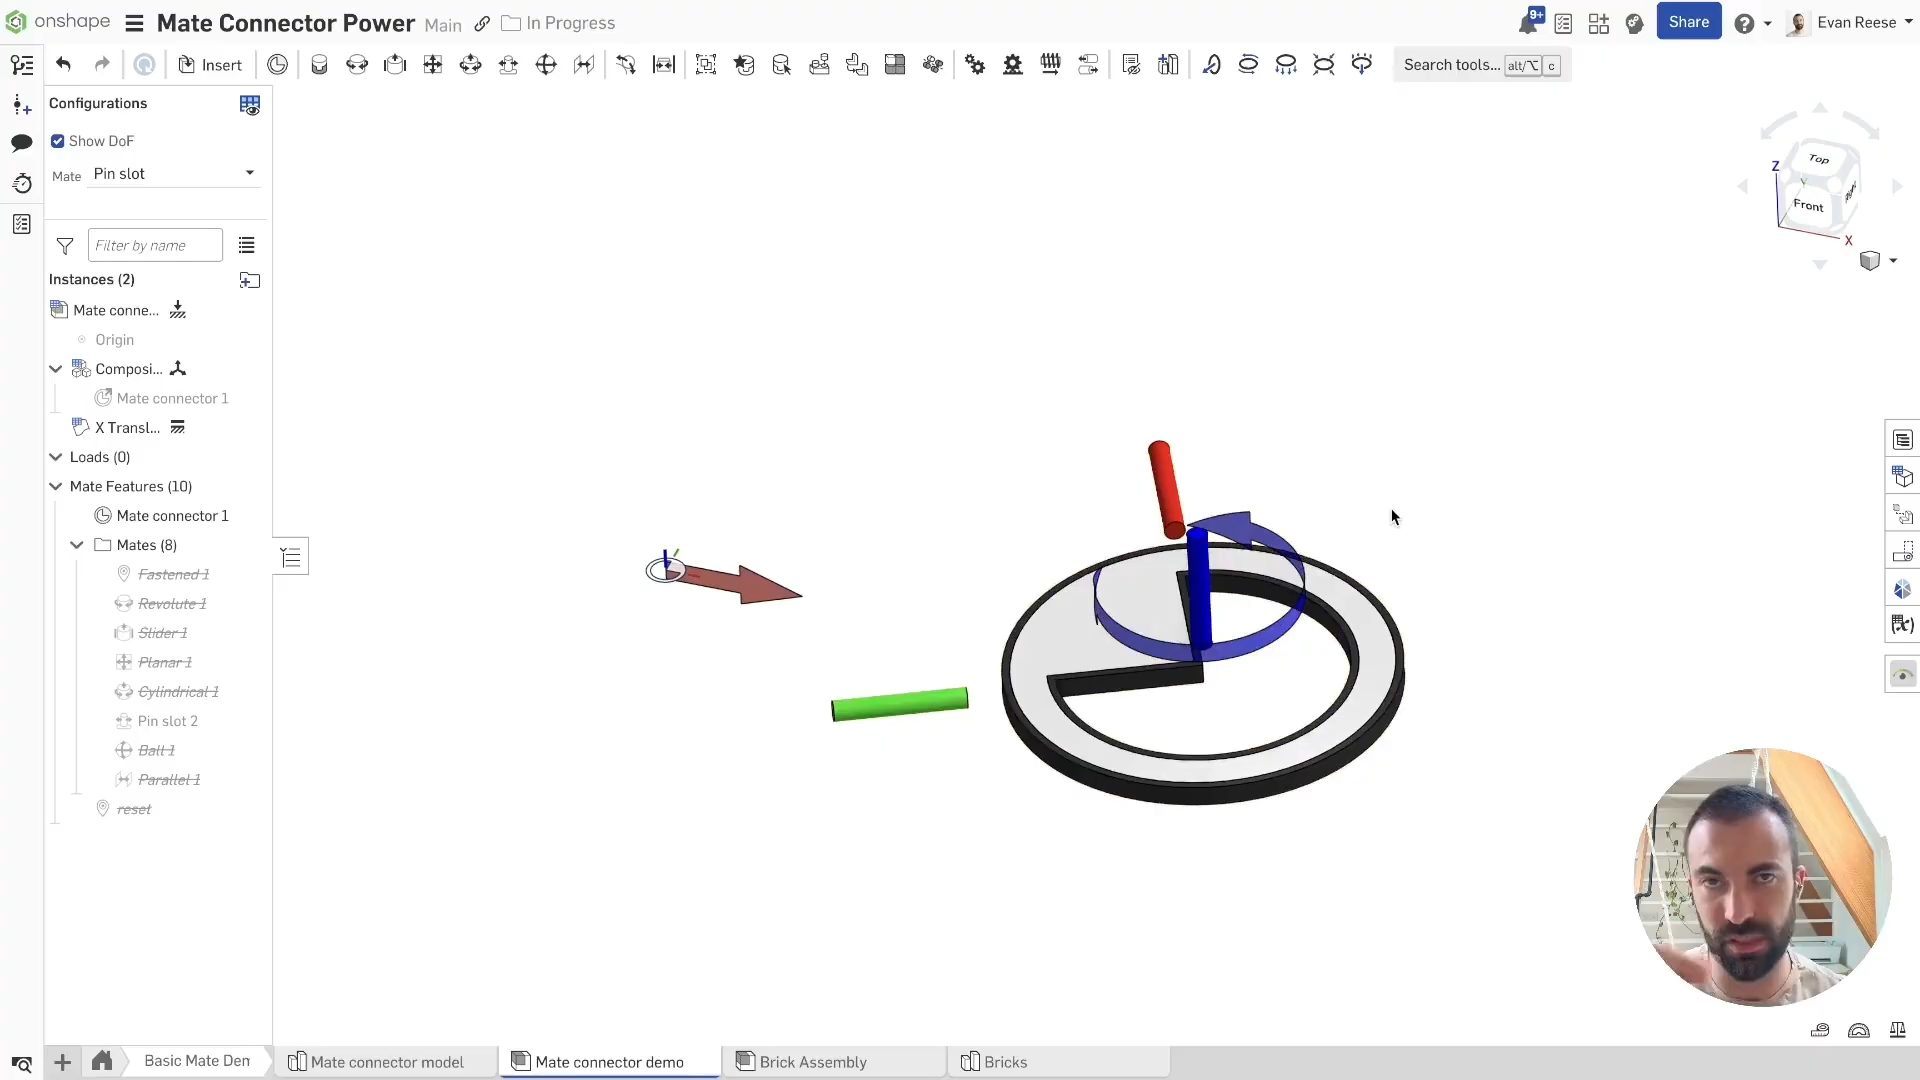 onshape
Mate Connector Power
Main
In Progress
9+
Share
Evan Reese
Insert
Search tools...
alt/⌥
c
Configurations
Show DoF
Mate
Pin slot
Filter by name
Instances (2)
Mate conne...
Origin
Composi...
Mate connector 1
X Transl...
Loads (0)
Mate Features (10)
Mate connector 1
Mates (8)
Fastened 1
Revolute 1
Slider 1
Planar 1
Cylindrical 1
Pin slot 2
Ball 1
Parallel 1
reset
Top
Front
Right
Z
Y
X
(x)
Basic Mate Den
Mate connector model
Mate connector demo
Brick Assembly
Bricks